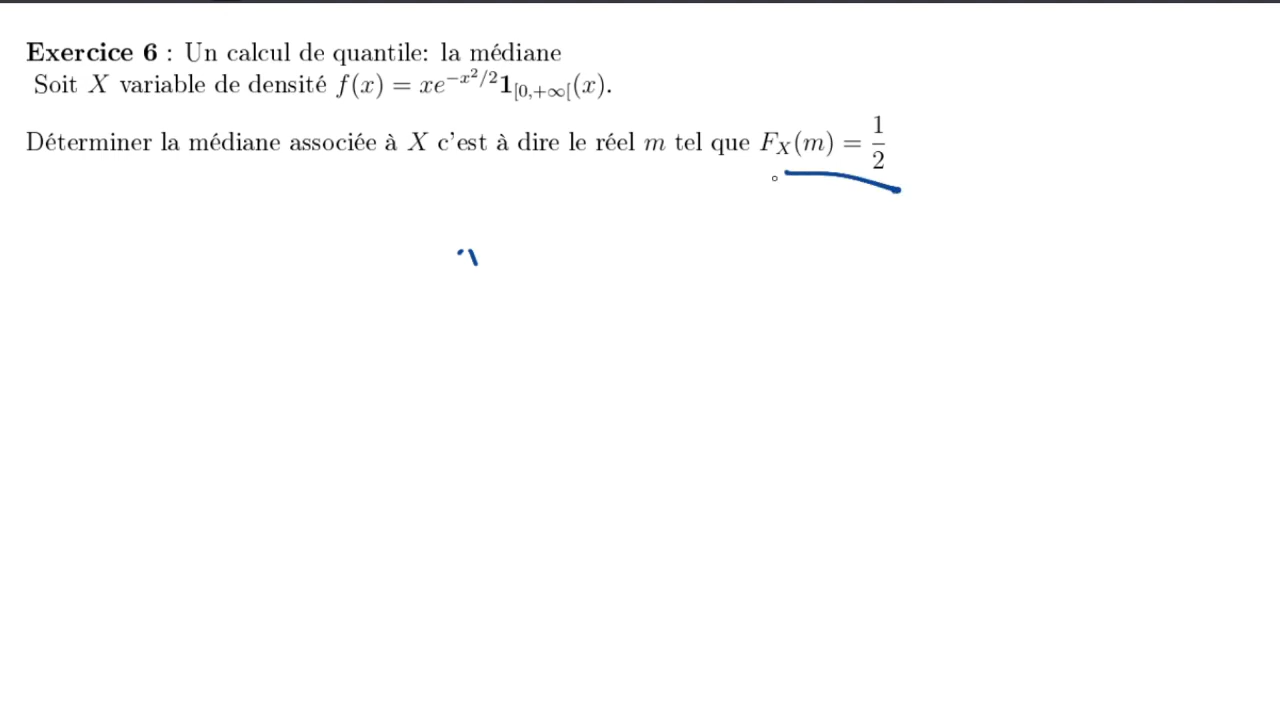 Exercice 6 : Un calcul de quantile: la médiane
Soit X variable de densité f(x) = xe^{-x²/2}1_{[0,+∞[}(x).
Déterminer la médiane associée à X c'est à dire le réel m tel que F_X(m) = 1/2